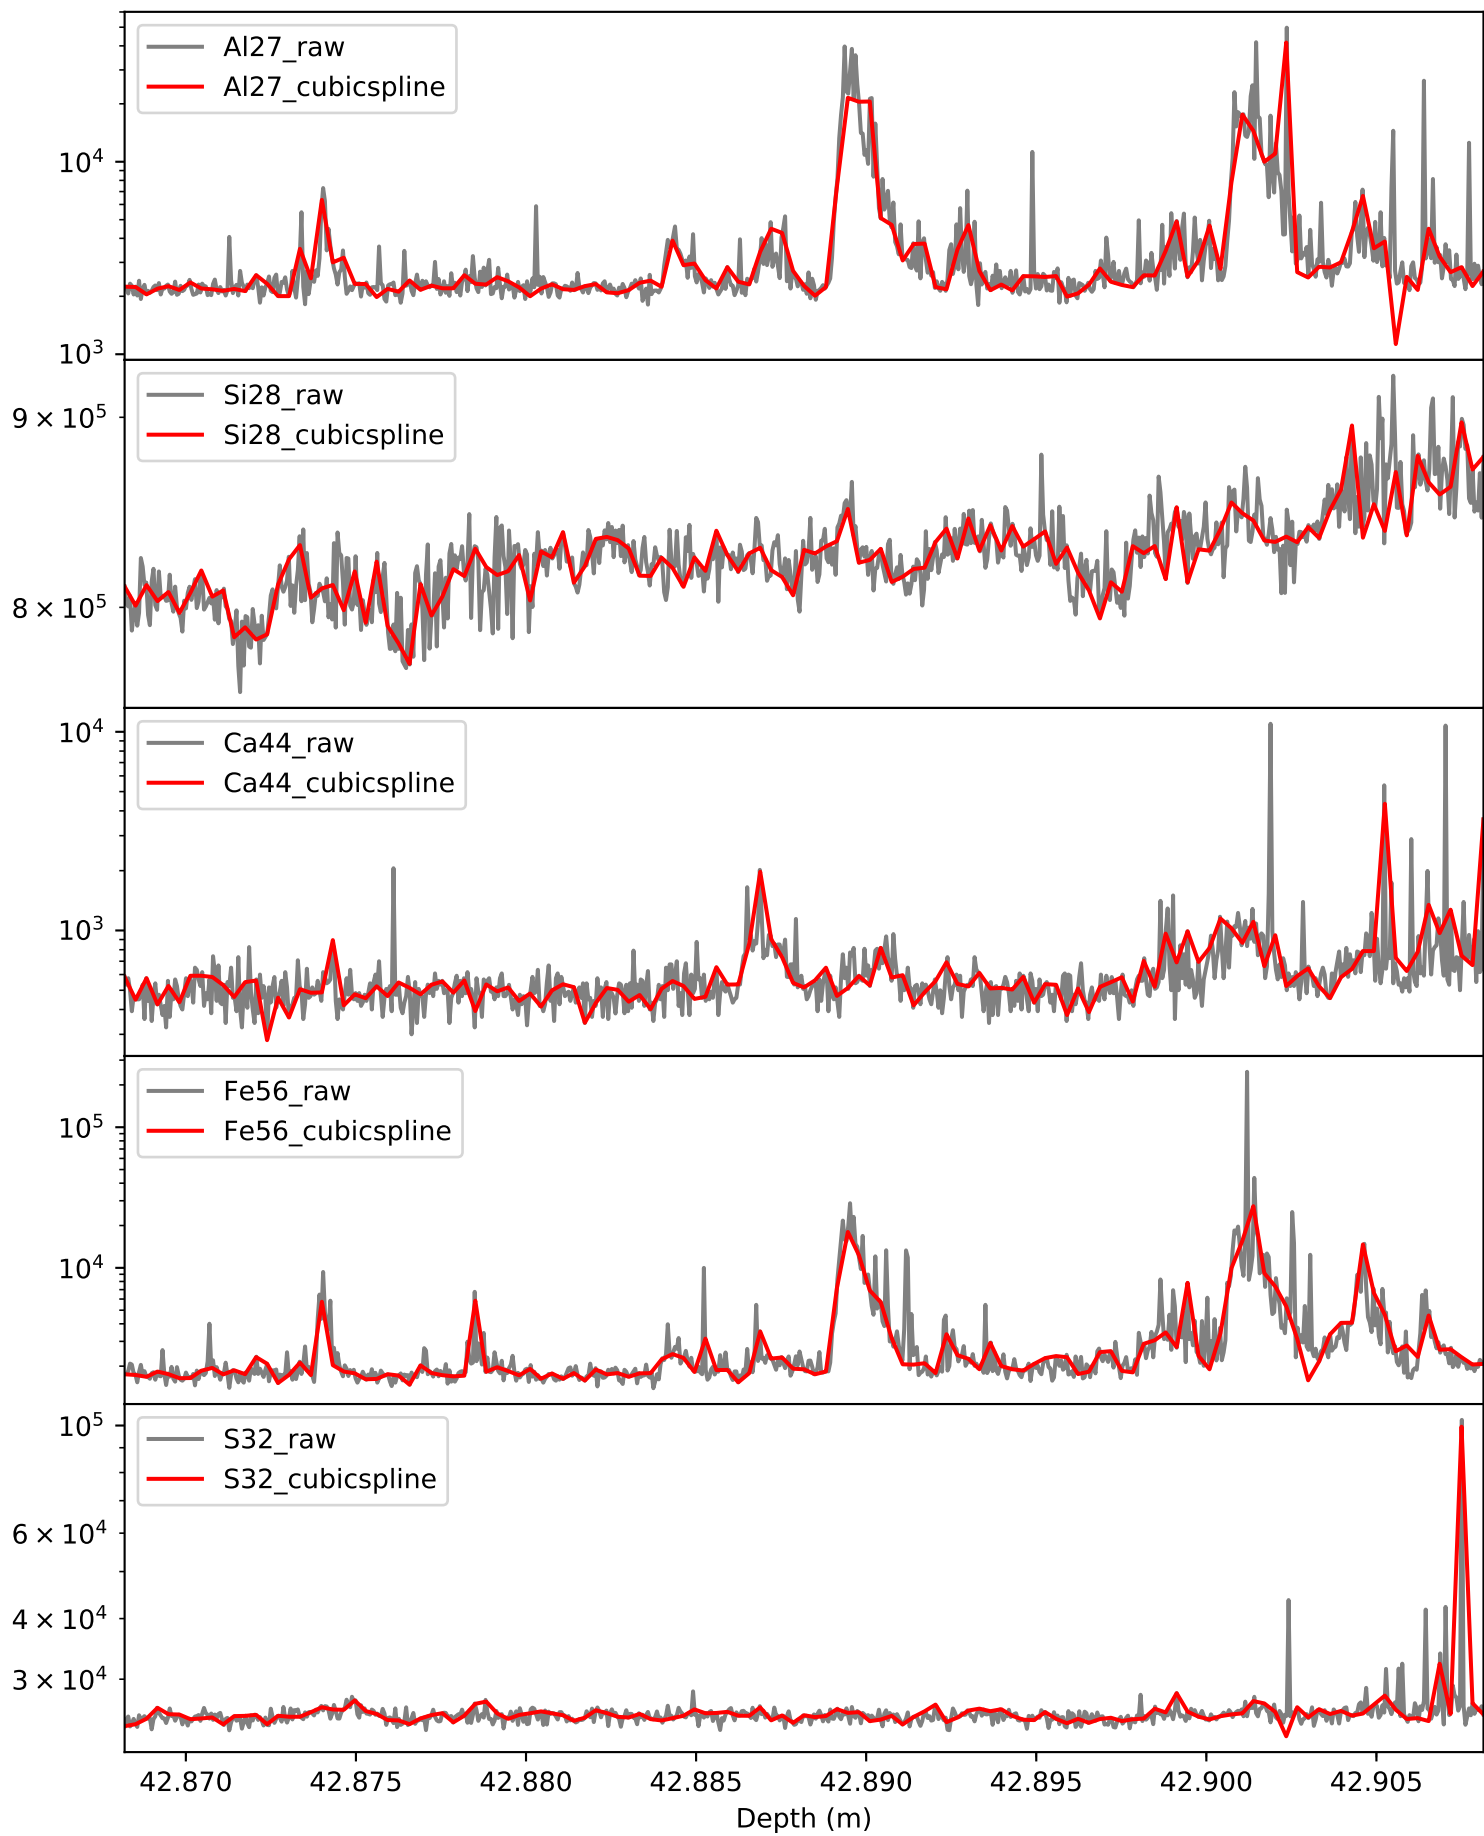 Al27_raw
Al27_cubicspline
10⁴
10³
Si28_raw
Si28_cubicspline
9 × 10⁵
8 × 10⁵
Ca44_raw
Ca44_cubicspline
10⁴
10³
Fe56_raw
Fe56_cubicspline
10⁵
10⁴
S32_raw
S32_cubicspline
10⁵
6 × 10⁴
4 × 10⁴
3 × 10⁴
42.870 42.875 42.880 42.885 42.890 42.895 42.900 42.905
Depth (m)